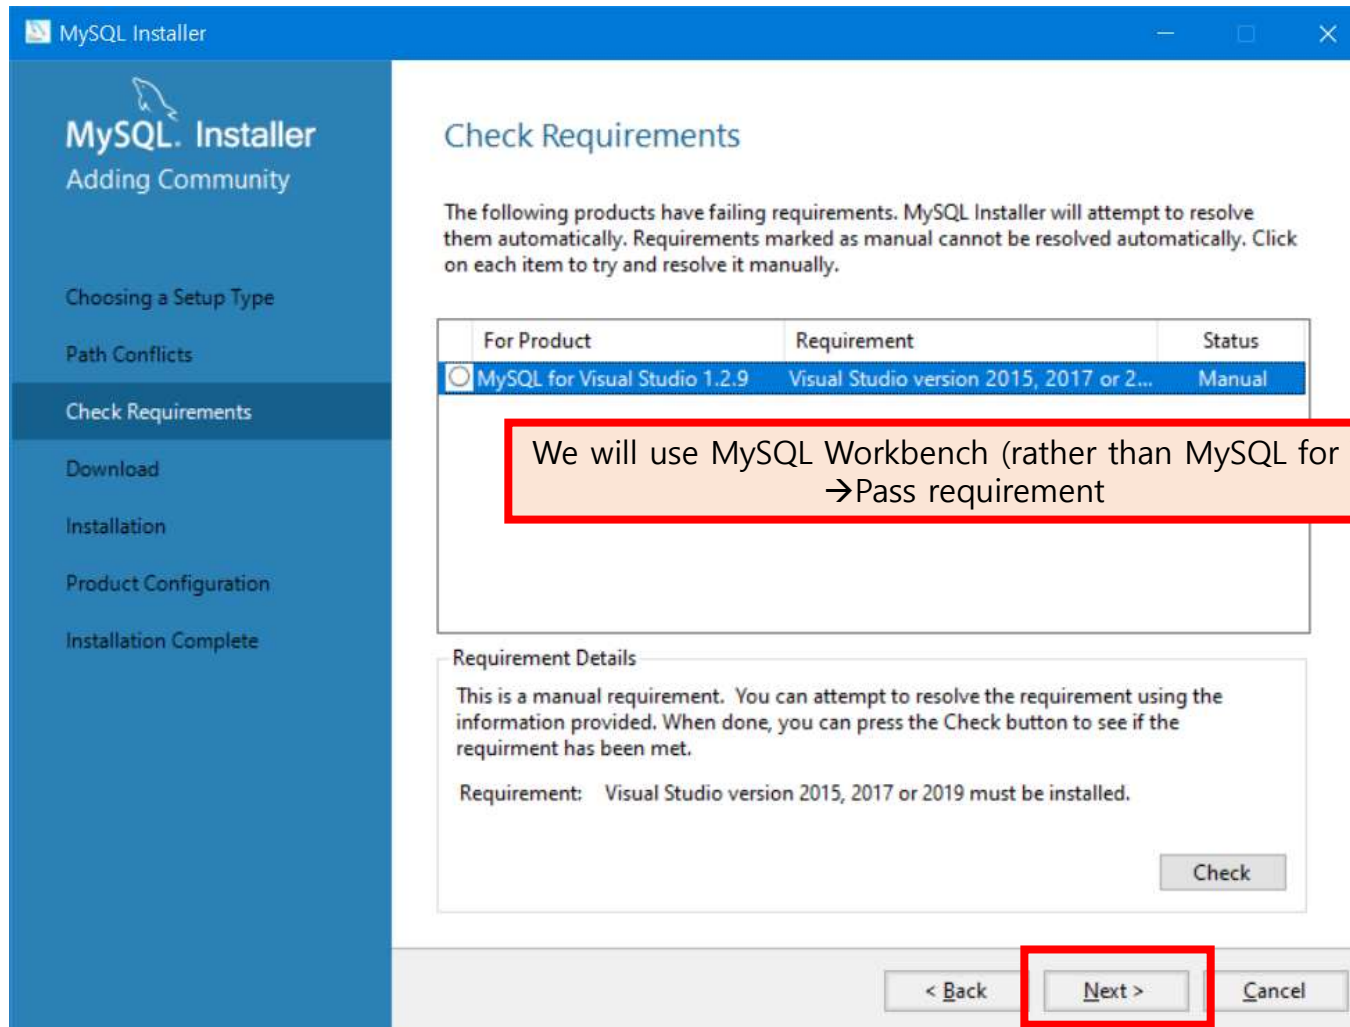 MySQL Installer
MySQL. Installer
Adding Community
Choosing a Setup Type
Path Conflicts
Check Requirements
Download
Installation
Product Configuration
Installation Complete
Check Requirements
The following products have failing requirements. MySQL Installer will attempt to resolve
them automatically. Requirements marked as manual cannot be resolved automatically. Click
on each item to try and resolve it manually.
For Product Requirement Status
MySQL for Visual Studio 1.2.9 Visual Studio version 2015, 2017 or 2... Manual
We will use MySQL Workbench (rather than MySQL for
→Pass requirement
Requirement Details
This is a manual requirement. You can attempt to resolve the requirement using the
information provided. When done, you can press the Check button to see if the
requirment has been met.
Requirement: Visual Studio version 2015, 2017 or 2019 must be installed.
Check
< Back Next > Cancel